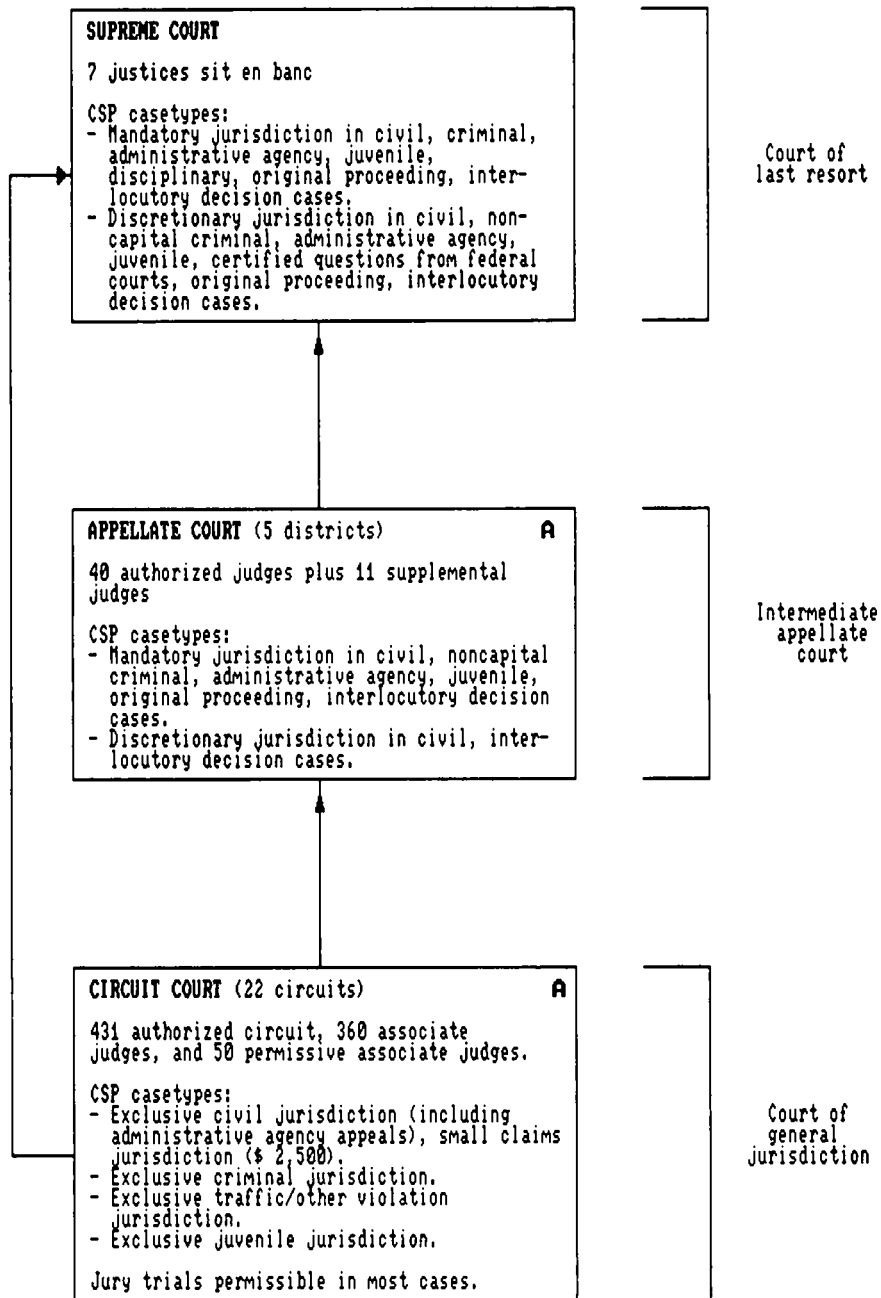 SUPREME COURT
7 justices sit en banc
CSP casetypes:
- Mandatory jurisdiction in civil, criminal,
administrative agency, juvenile,
disciplinary, original proceeding, inter-
locutory decision cases.
- Discretionary jurisdiction in civil, non-
capital criminal, administrative agency,
juvenile, certified questions from federal
courts, original proceeding, interlocutory
decision cases.
Court of
last resort
APPELLATE COURT (5 districts) A
40 authorized judges plus 11 supplemental
judges
CSP casetypes:
- Mandatory jurisdiction in civil, noncapital
criminal, administrative agency, juvenile,
original proceeding, interlocutory decision
cases.
- Discretionary jurisdiction in civil, inter-
locutory decision cases.
Intermediate
appellate
court
CIRCUIT COURT (22 circuits) A
431 authorized circuit, 360 associate
judges, and 50 permissive associate judges.
CSP casetypes:
- Exclusive civil jurisdiction (including
administrative agency appeals), small claims
jurisdiction ($ 2,500).
- Exclusive criminal jurisdiction.
- Exclusive traffic/other violation
jurisdiction.
- Exclusive juvenile jurisdiction.
Jury trials permissible in most cases.
Court of
general
jurisdiction